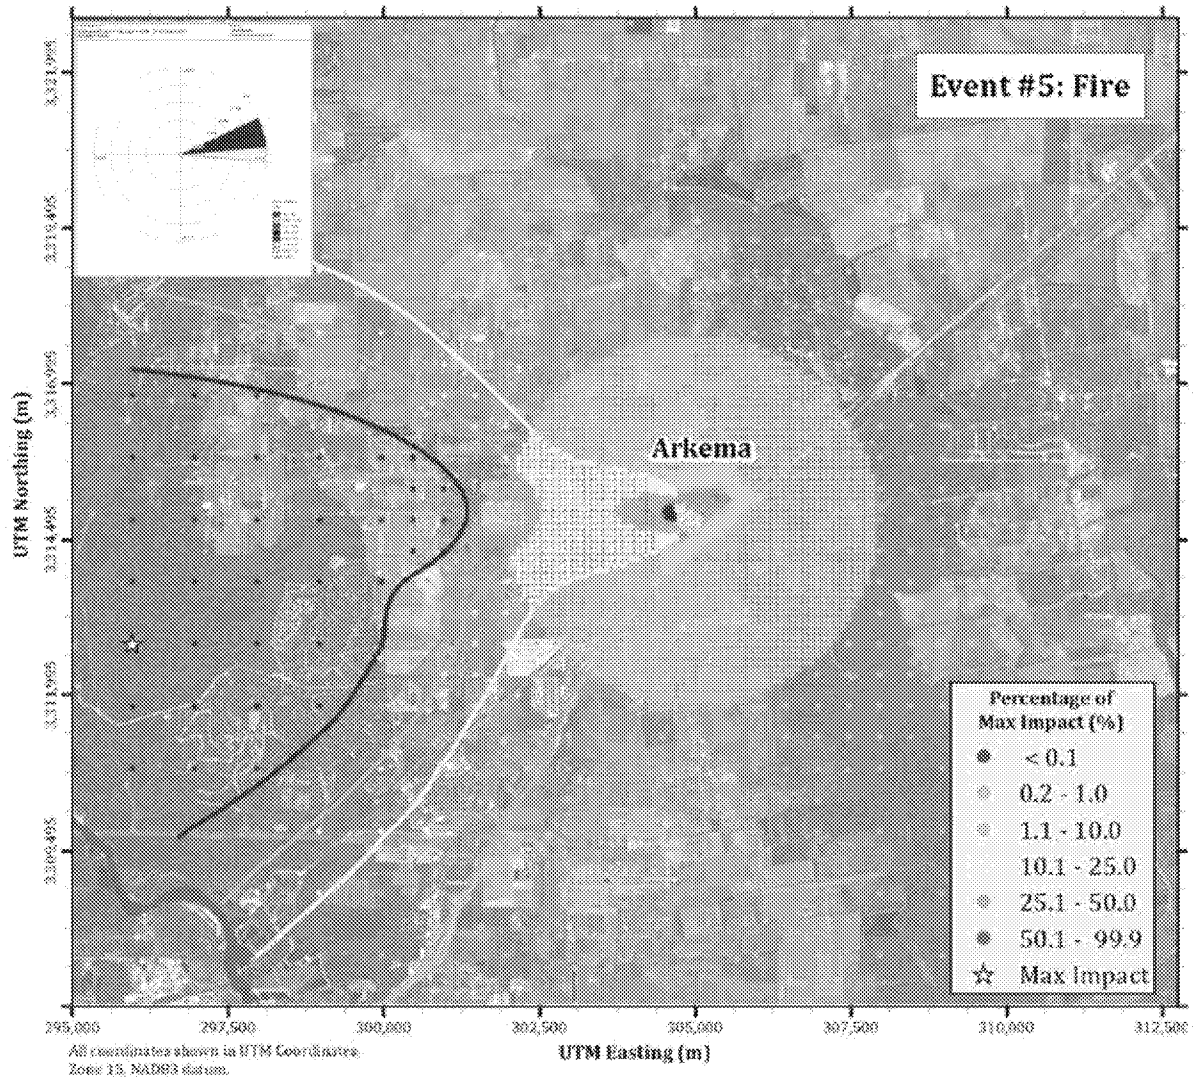 Event #5: Fire
Arkema
3,321,995
3,319,495
3,316,995
3,314,495
3,311,995
3,309,495
UTM Northing (m)
Percentage of
Max Impact (%)
< 0.1
0.2 - 1.0
1.1 - 10.0
10.1 - 25.0
25.1 - 50.0
50.1 - 99.9
Max Impact
295,000 297,500 300,000 302,500 305,000 307,500 310,000 312,500
UTM Easting (m)
All coordinates shown in UTM Coordinates,
Zone 15, NAD83 datum.